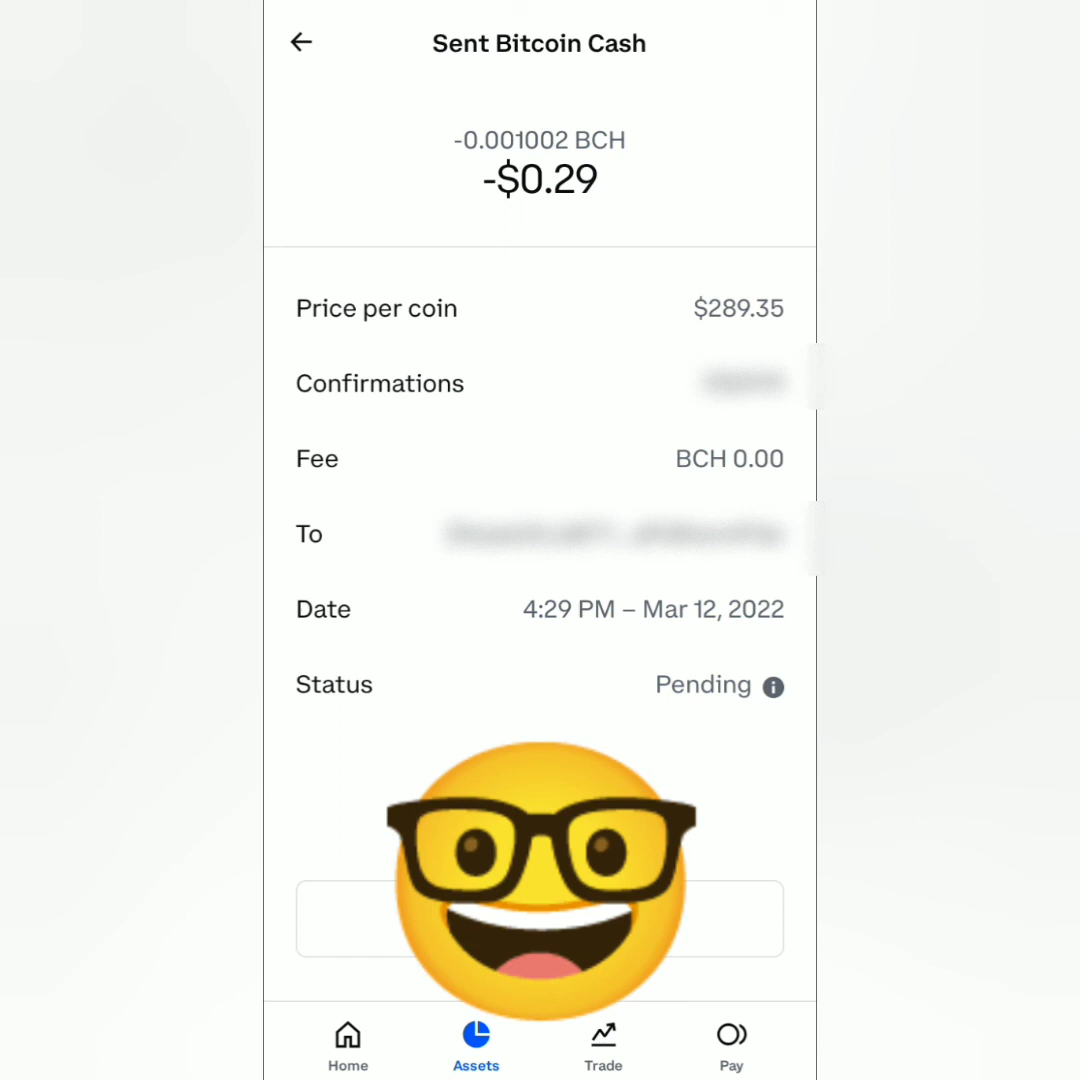 Sent Bitcoin Cash
-0.001002 BCH
-$0.29
Price per coin $289.35
Confirmations
Fee BCH 0.00
To
Date 4:29 PM – Mar 12, 2022
Status Pending
Home Assets Trade Pay